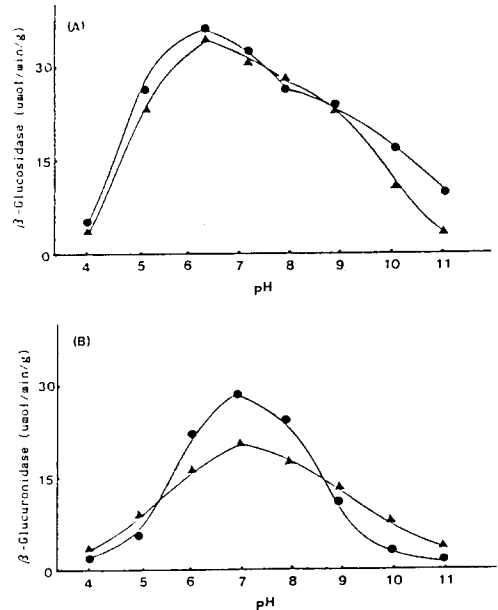 (A)
β-Glucosidase (umol/min/g)
30
15
0
4 5 6 7 8 9 10 11
pH
(B)
β-Glucuronidase (umol/min/g)
30
15
0
4 5 6 7 8 9 10 11
pH